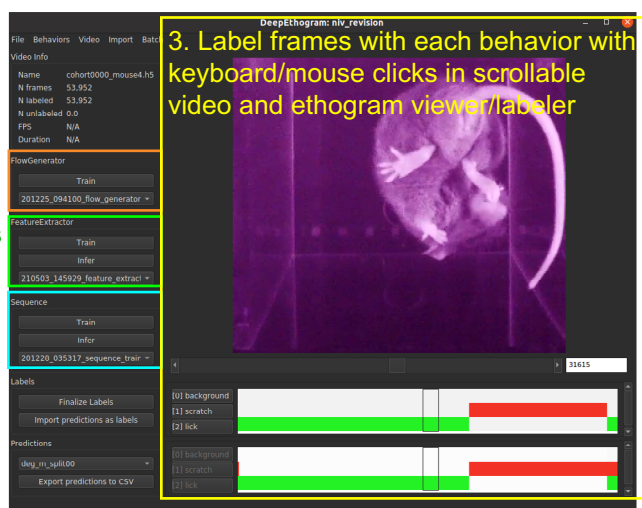 DeepEthogram: niv_revision
File Behaviors Video Import Batch
3. Label frames with each behavior with
keyboard/mouse clicks in scrollable
video and ethogram viewer/labeler
Video Info
Name cohort0000_mouse4.h5
N frames 53,952
N labeled 53,952
N unlabeled 0.0
FPS N/A
Duration N/A
FlowGenerator
Train
201225_094100_flow_generator
FeatureExtractor
Train
Infer
210503_145929_feature_extract
Sequence
Train
Infer
201220_035317_sequence_train
31615
Labels
Finalize Labels
Import predictions as labels
[0] background
[1] scratch
[2] lick
Predictions
deg_m_split00
Export predictions to CSV
[0] background
[1] scratch
[2] lick